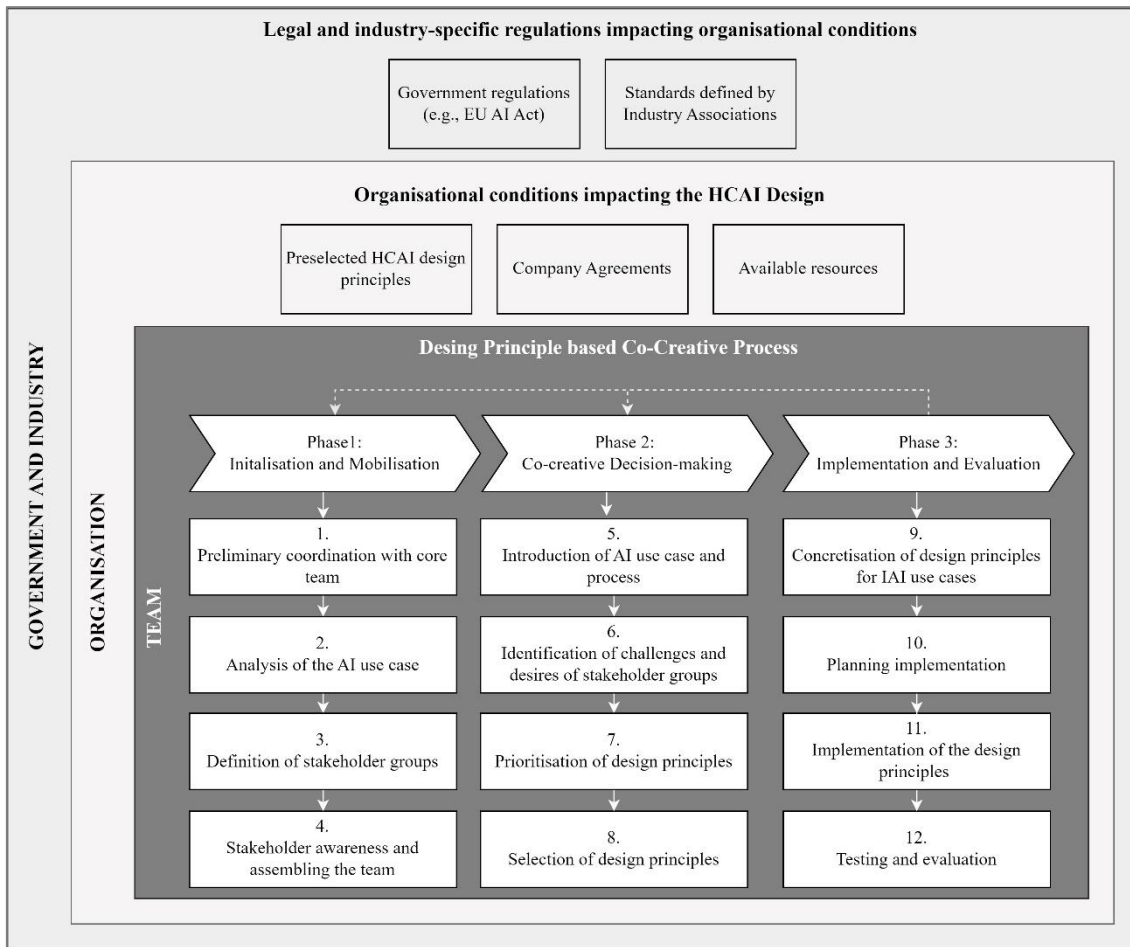 Legal and industry-specific regulations impacting organisational conditions
Government regulations
(e.g., EU AI Act)
Standards defined by
Industry Associations
GOVERNMENT AND INDUSTRY
Organisational conditions impacting the HCAI Design
Preselected HCAI design
principles
Company Agreements
Available resources
ORGANISATION
Desing Principle based Co-Creative Process
TEAM
Phase1:
Initalisation and Mobilisation
1.
Preliminary coordination with core
team
2.
Analysis of the AI use case
3.
Definition of stakeholder groups
4.
Stakeholder awareness and
assembling the team
Phase 2:
Co-creative Decision-making
5.
Introduction of AI use case and
process
6.
Identification of challenges and
desires of stakeholder groups
7.
Prioritisation of design principles
8.
Selection of design principles
Phase 3:
Implementation and Evaluation
9.
Concretisation of design principles
for IAI use cases
10.
Planning implementation
11.
Implementation of the design
principles
12.
Testing and evaluation